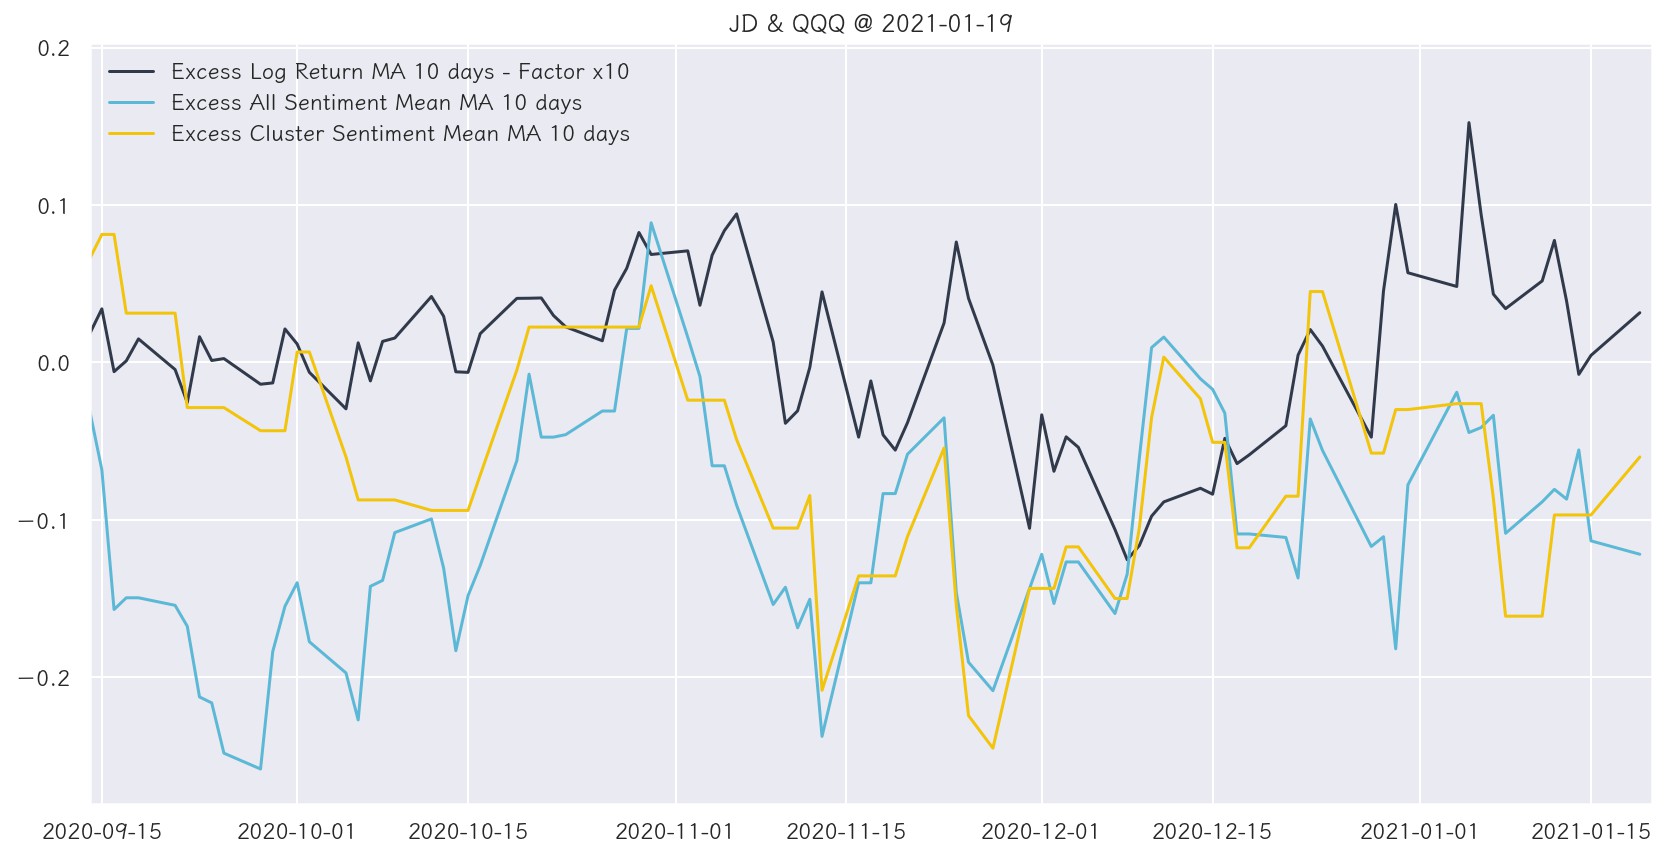 JD & QQQ @ 2021-01-19
0.2
Excess Log Return MA 10 days - Factor x10
Excess All Sentiment Mean MA 10 days
Excess Cluster Sentiment Mean MA 10 days
0.1
0.0
−0.1
−0.2
2020-09-15 2020-10-01 2020-10-15 2020-11-01 2020-11-15 2020-12-01 2020-12-15 2021-01-01 2021-01-15